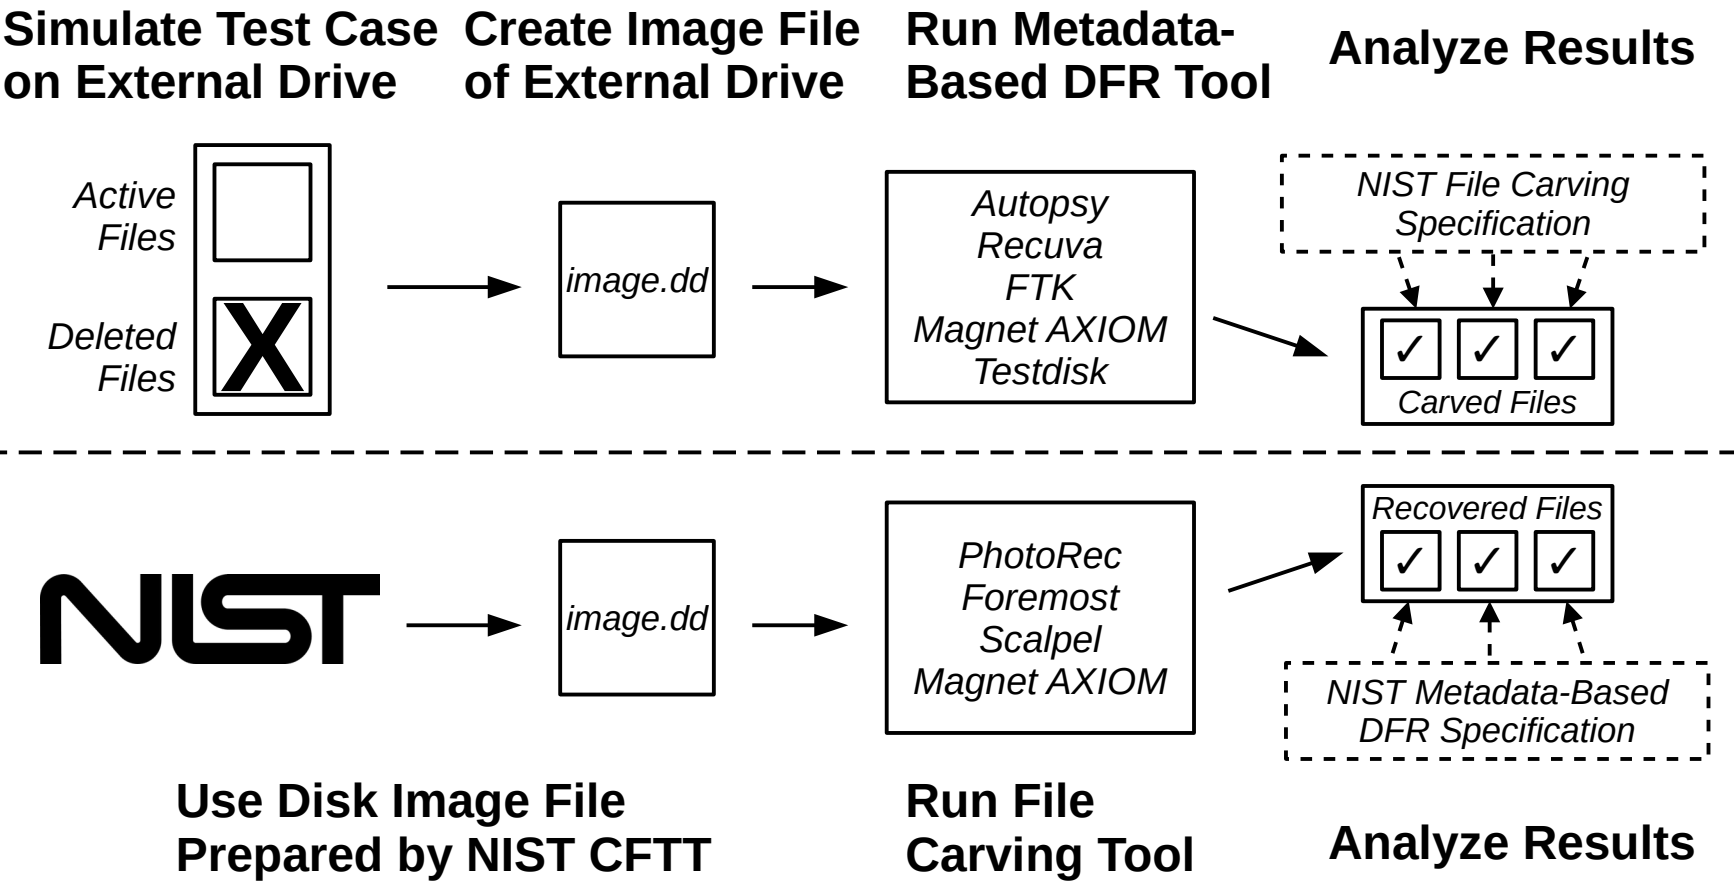 Simulate Test Case
on External Drive
Create Image File
of External Drive
Run Metadata-
Based DFR Tool
Analyze Results
Active
Files
Deleted
Files
X
image.dd
Autopsy
Recuva
FTK
Magnet AXIOM
Testdisk
NIST File Carving
Specification
✓ ✓ ✓
Carved Files
NIST
image.dd
PhotoRec
Foremost
Scalpel
Magnet AXIOM
Recovered Files
✓ ✓ ✓
NIST Metadata-Based
DFR Specification
Use Disk Image File
Prepared by NIST CFTT
Run File
Carving Tool
Analyze Results